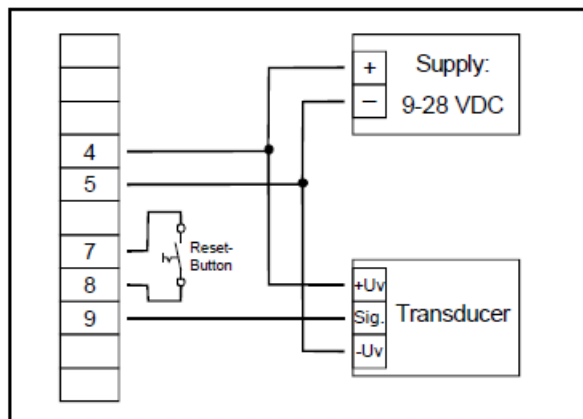 4
5
7
8
9
Reset-
Button
+
−
Supply:
9-28 VDC
+Uv
Sig.
-Uv
Transducer